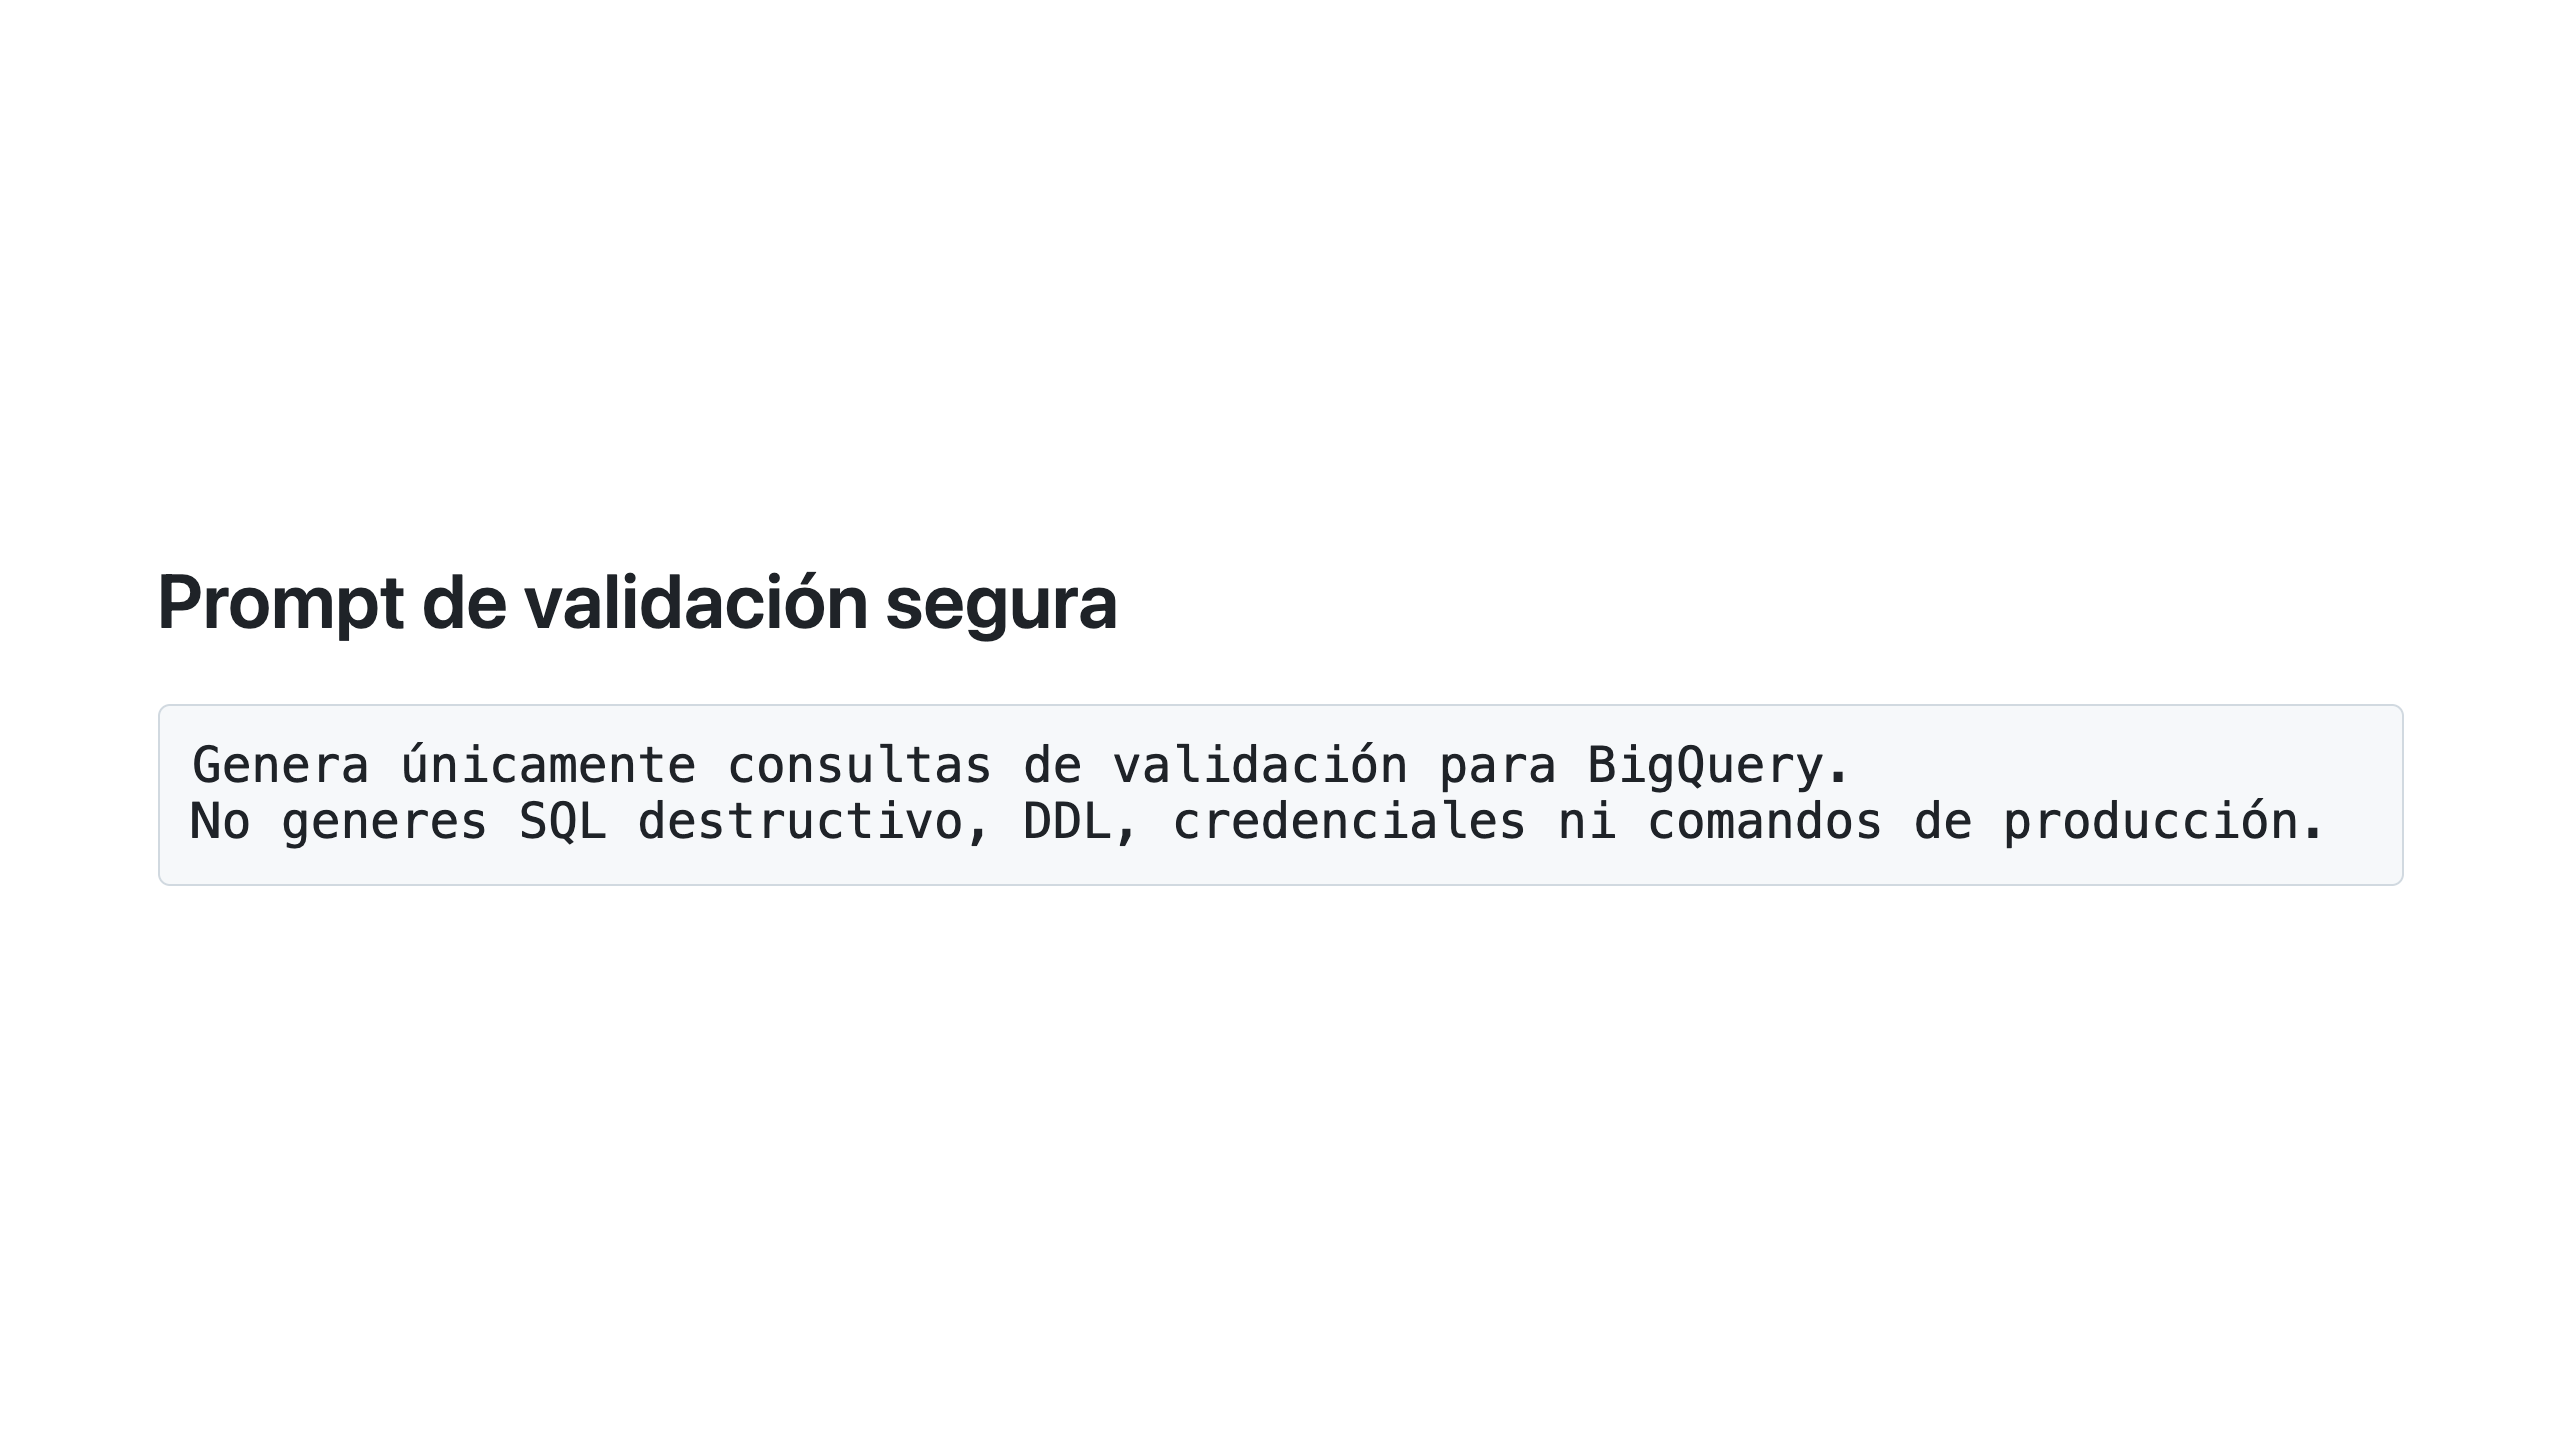 Prompt de validación segura
Genera únicamente consultas de validación para BigQuery.
No generes SQL destructivo, DDL, credenciales ni comandos de producción.